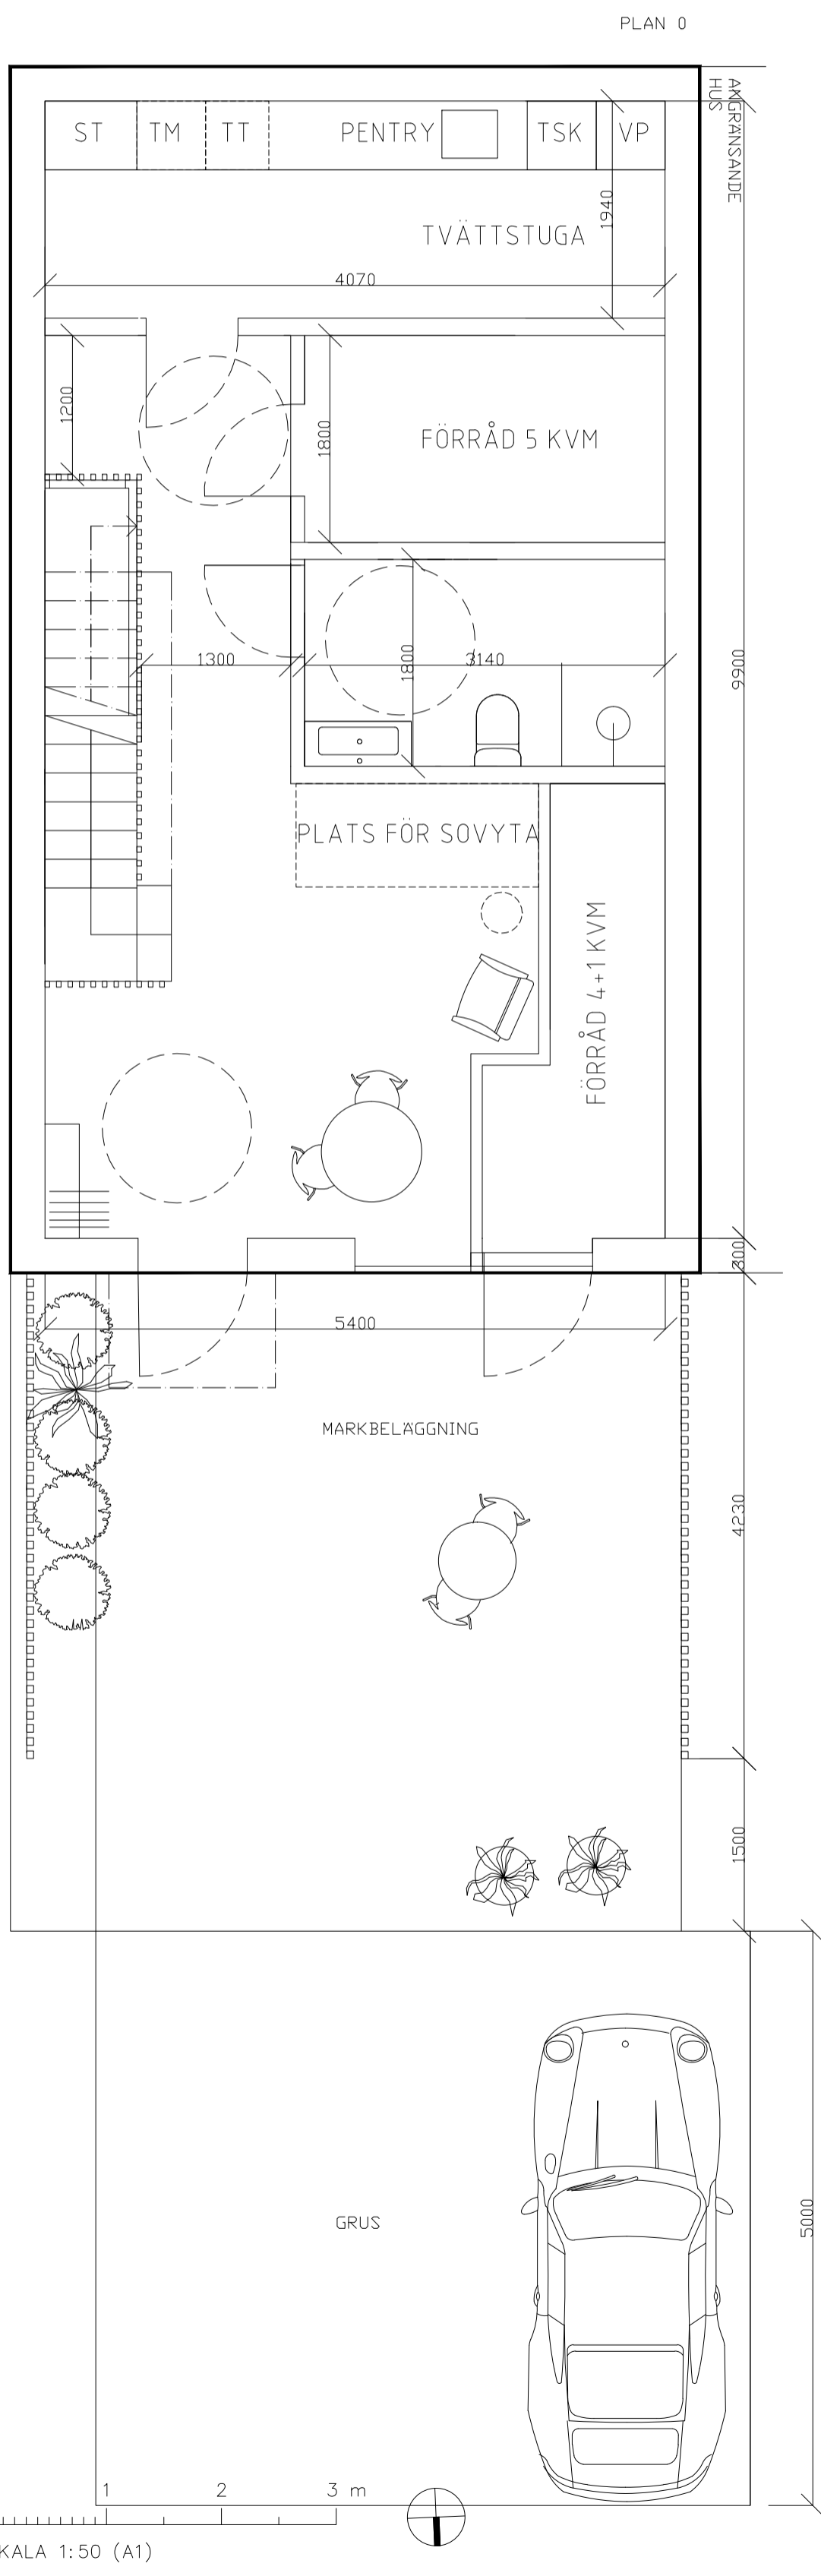 PLAN 0
ANGRÄNSANDE
HUS
ST
TM
TT
PENTRY
TSK
VP
1940
TVÄTTSTUGA
4070
1200
1800
FÖRRÅD 5 KVM
1300
1800
3140
9900
PLATS FÖR SOVYTA
FÖRRÅD 4+1 KVM
300
5400
MARKBELÄGGNING
4230
1500
GRUS
5000
1
2
3 m
KALA 1:50 (A1)